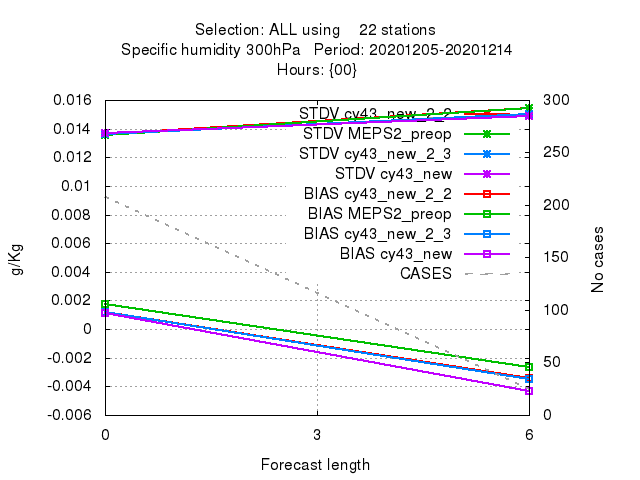 Selection: ALL using 22 stations
Specific humidity 300hPa Period: 20201205-20201214
Hours: {00}
0.016
0.014
0.012
0.01
0.008
0.006
0.004
0.002
0
-0.002
-0.004
-0.006
g/Kg
STDV cy43_new_2_2
STDV MEPS2_preop
STDV cy43_new_2_3
STDV cy43_new
BIAS cy43_new_2_2
BIAS MEPS2_preop
BIAS cy43_new_2_3
BIAS cy43_new
CASES
300
250
200
150
100
50
0
No cases
0 3 6
Forecast length